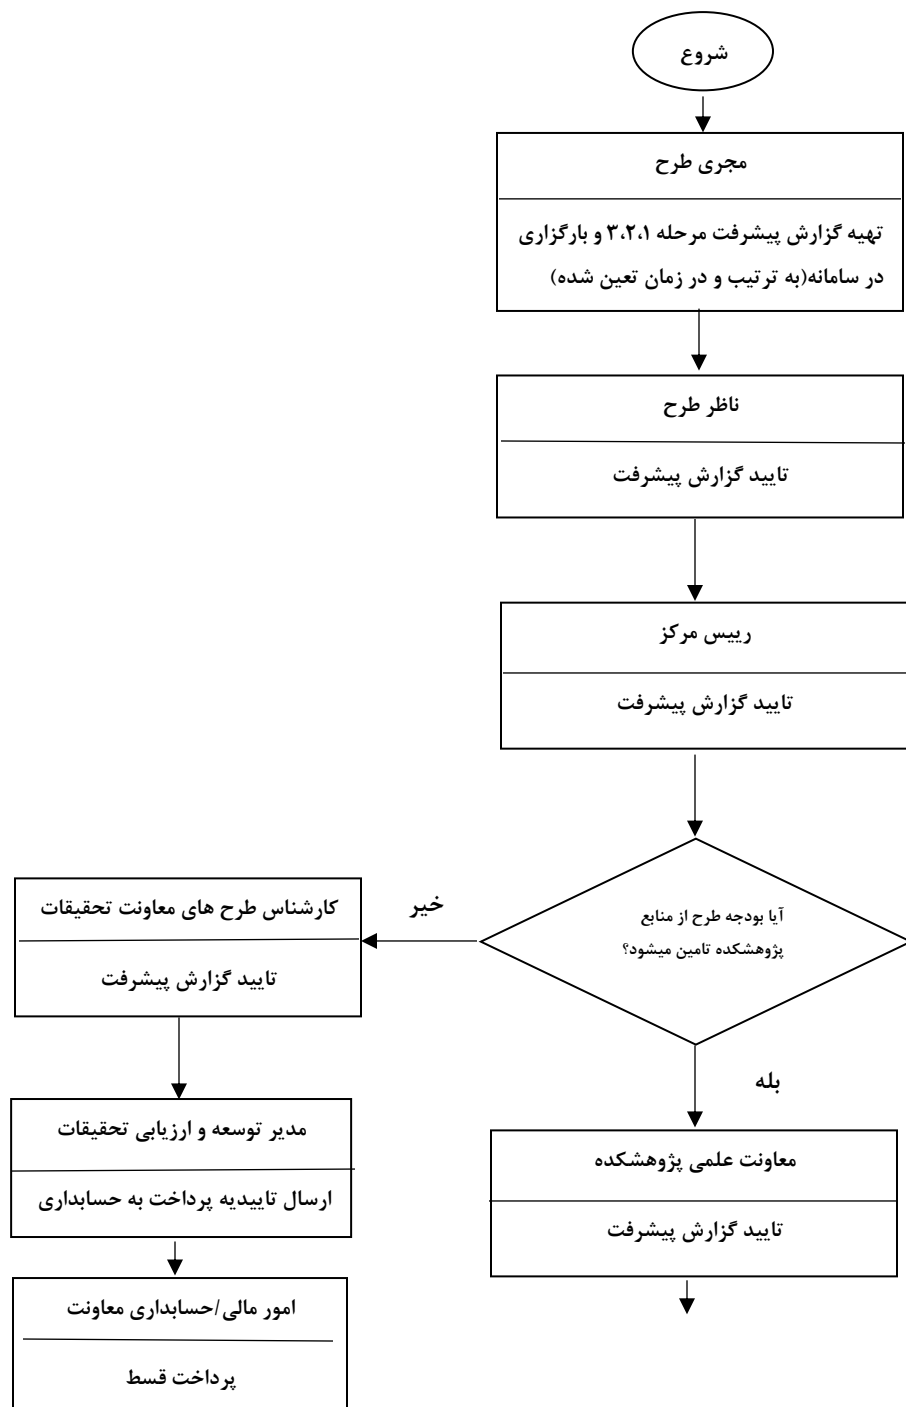 شروع
مجری طرح
تهیه گزارش پیشرفت مرحله ۳،۲،۱ و بارگزاری
در سامانه(به ترتیب و در زمان تعین شده)
ناظر طرح
تایید گزارش پیشرفت
رییس مرکز
تایید گزارش پیشرفت
آیا بودجه طرح از منابع
پژوهشکده تامین میشود؟
خیر
کارشناس طرح های معاونت تحقیقات
تایید گزارش پیشرفت
بله
مدیر توسعه و ارزیابی تحقیقات
ارسال تاییدیه پرداخت به حسابداری
معاونت علمی پژوهشکده
تایید گزارش پیشرفت
امور مالی/حسابداری معاونت
پرداخت قسط